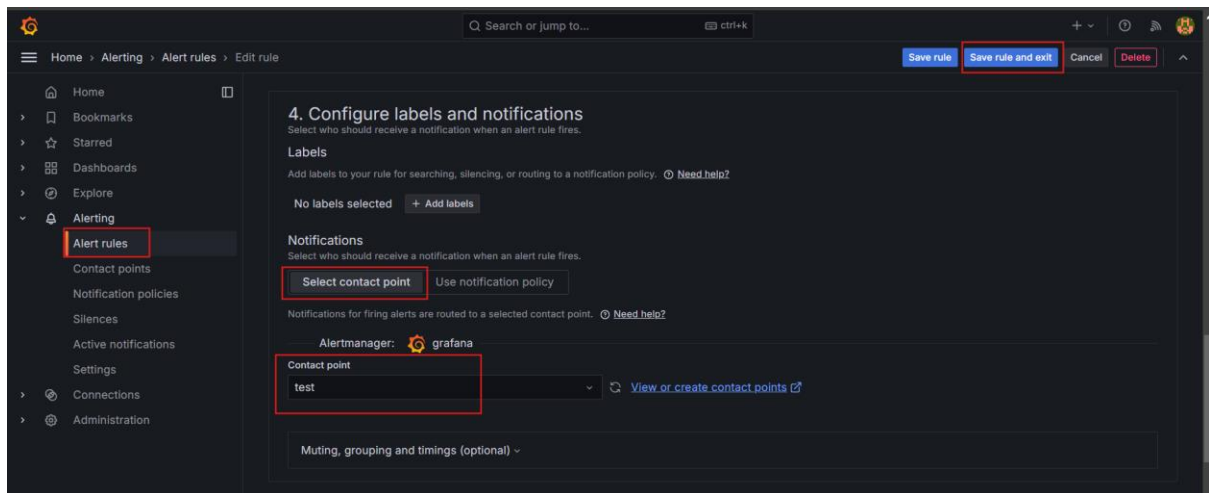 Search or jump to... ctrl+k
Home › Alerting › Alert rules › Edit rule
Save rule Save rule and exit Cancel Delete
Home
Bookmarks
Starred
Dashboards
Explore
Alerting
Alert rules
Contact points
Notification policies
Silences
Active notifications
Settings
Connections
Administration
4. Configure labels and notifications
Select who should receive a notification when an alert rule fires.
Labels
Add labels to your rule for searching, silencing, or routing to a notification policy. Need help?
No labels selected + Add labels
Notifications
Select who should receive a notification when an alert rule fires.
Select contact point Use notification policy
Notifications for firing alerts are routed to a selected contact point. Need help?
Alertmanager: grafana
Contact point
test View or create contact points
Muting, grouping and timings (optional)